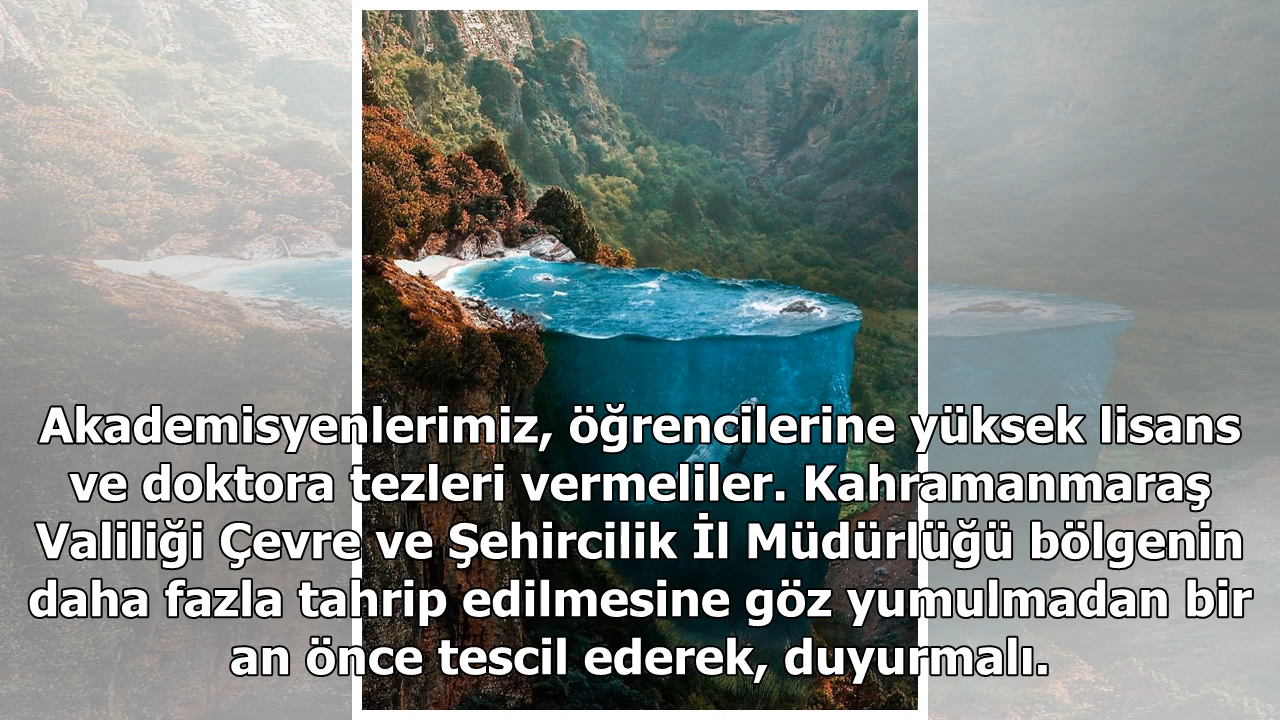 Akademisyenlerimiz, öğrencilerine yüksek lisans
ve doktora tezleri vermeliler. Kahramanmaraş
Valiliği Çevre ve Şehircilik İl Müdürlüğü bölgenin
daha fazla tahrip edilmesine göz yumulmadan bir
an önce tescil ederek, duyurmalı.